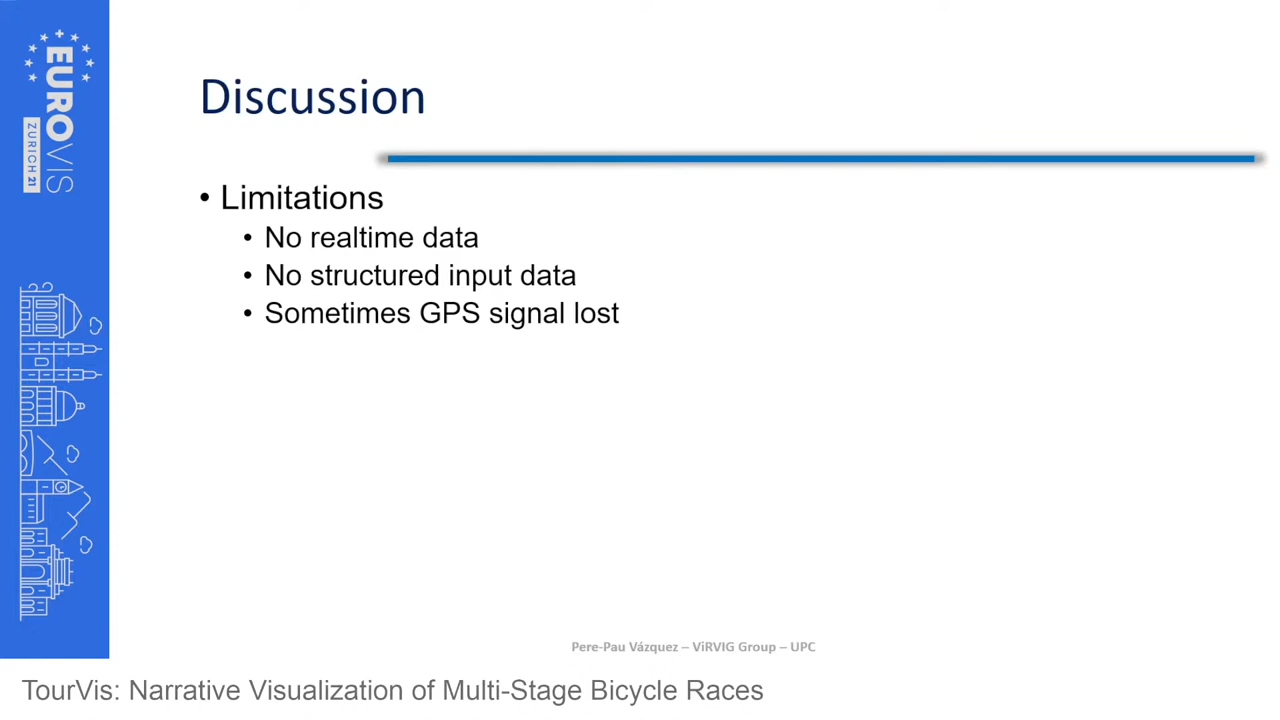 EUROVIS
ZURICH 21
Discussion
• Limitations
• No realtime data
• No structured input data
• Sometimes GPS signal lost
Pere-Pau Vázquez – ViRVIG Group – UPC
TourVis: Narrative Visualization of Multi-Stage Bicycle Races